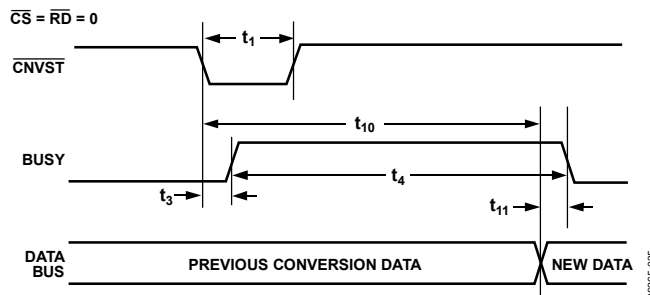 CS = RD = 0
t1
CNVST
t10
BUSY
t4
t3
t11
DATA
BUS
PREVIOUS CONVERSION DATA
NEW DATA